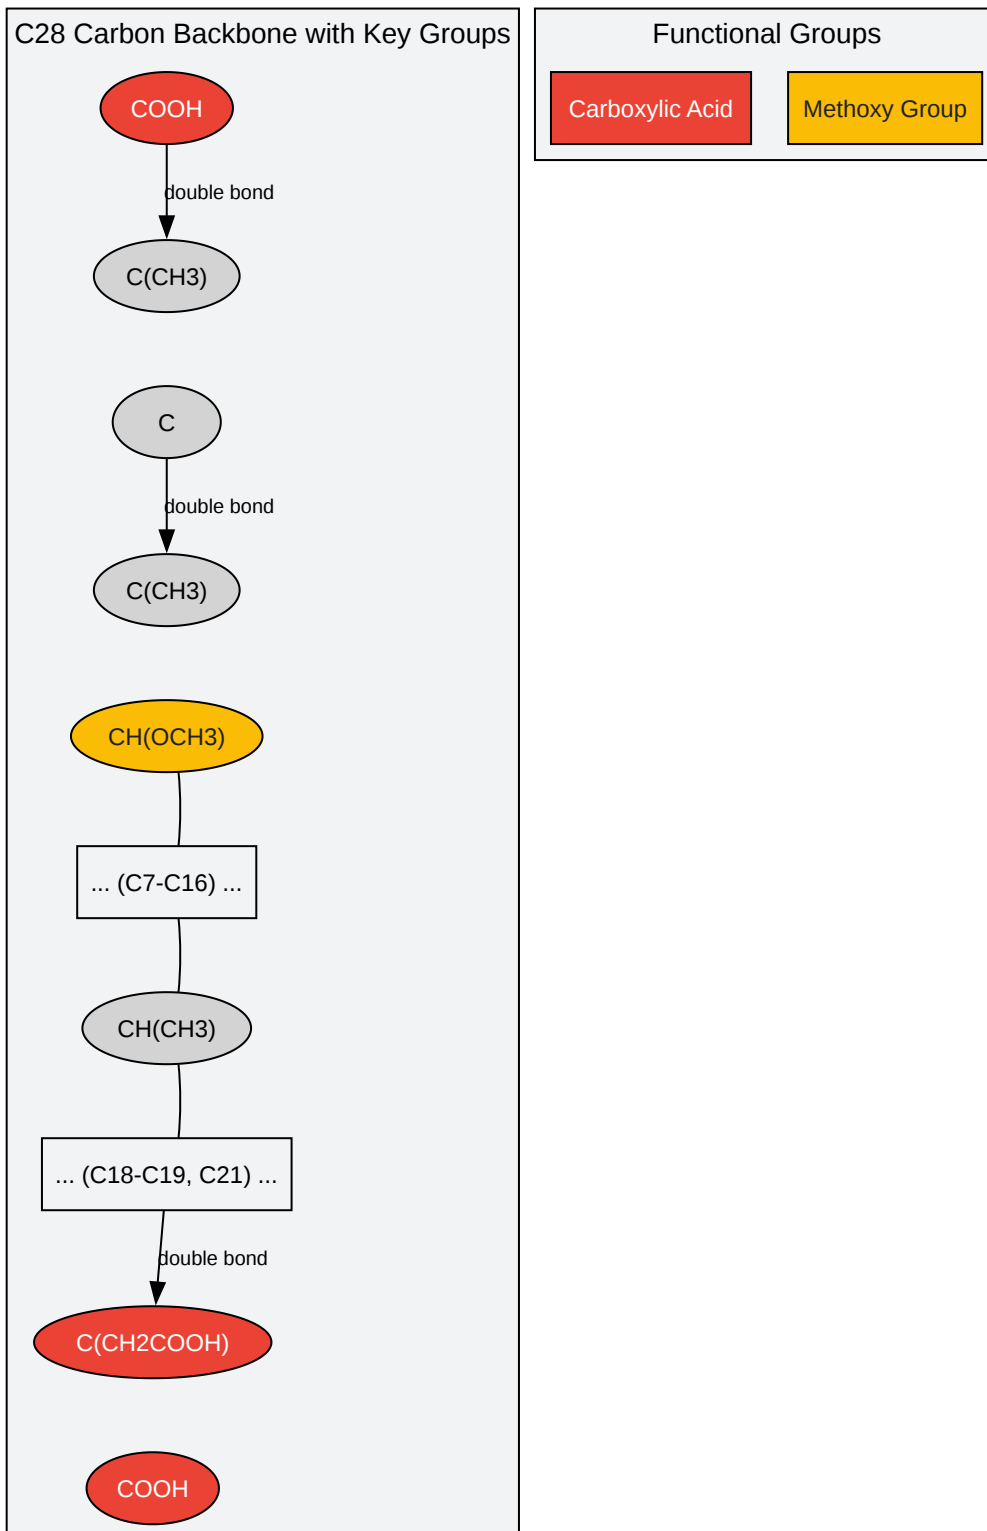 C28 Carbon Backbone with Key Groups
COOH
double bond
C(CH3)
C
double bond
C(CH3)
CH(OCH3)
... (C7-C16) ...
CH(CH3)
... (C18-C19, C21) ...
double bond
C(CH2COOH)
COOH
Functional Groups
Carboxylic Acid
Methoxy Group